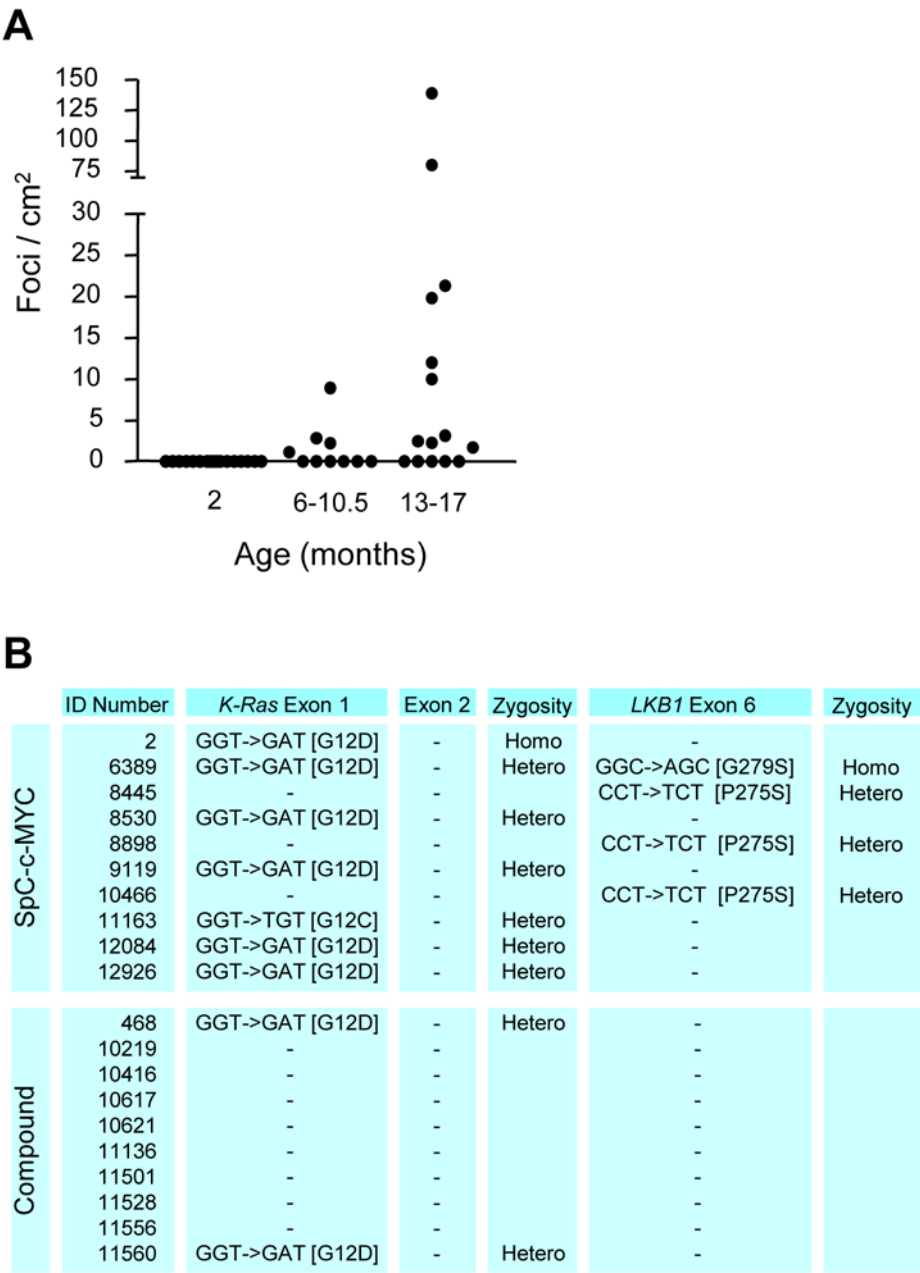 A
150
125
100
75
30
25
20
15
10
5
0
Foci / cm²
2 6-10.5 13-17
Age (months)
B
ID Number K-Ras Exon 1 Exon 2 Zygosity LKB1 Exon 6 Zygosity
SpC-c-MYC
2 GGT->GAT [G12D] - Homo -
6389 GGT->GAT [G12D] - Hetero GGC->AGC [G279S] Homo
8445 - - CCT->TCT [P275S] Hetero
8530 GGT->GAT [G12D] - Hetero -
8898 - - CCT->TCT [P275S] Hetero
9119 GGT->GAT [G12D] - Hetero -
10466 - - CCT->TCT [P275S] Hetero
11163 GGT->TGT [G12C] - Hetero -
12084 GGT->GAT [G12D] - Hetero -
12926 GGT->GAT [G12D] - Hetero -
Compound
468 GGT->GAT [G12D] - Hetero -
10219 - - -
10416 - - -
10617 - - -
10621 - - -
11136 - - -
11501 - - -
11528 - - -
11556 - - -
11560 GGT->GAT [G12D] - Hetero -